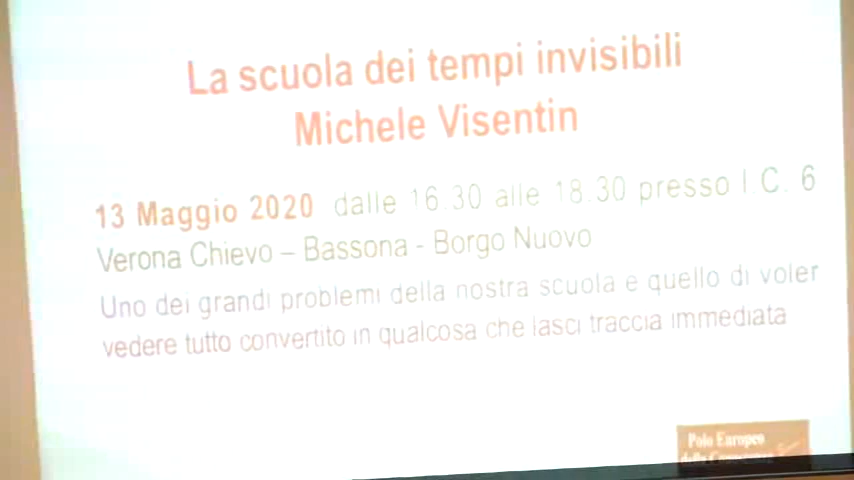 La scuola dei tempi invisibili
Michele Visentin
13 Maggio 2020 dalle 16.30 alle 18.30 presso I.C. 6
Verona Chievo – Bassona - Borgo Nuovo
Uno dei grandi problemi della nostra scuola e quello di voler
vedere tutto convertito in qualcosa che lasci traccia immediata
Polo Europeo
della Conoscenza